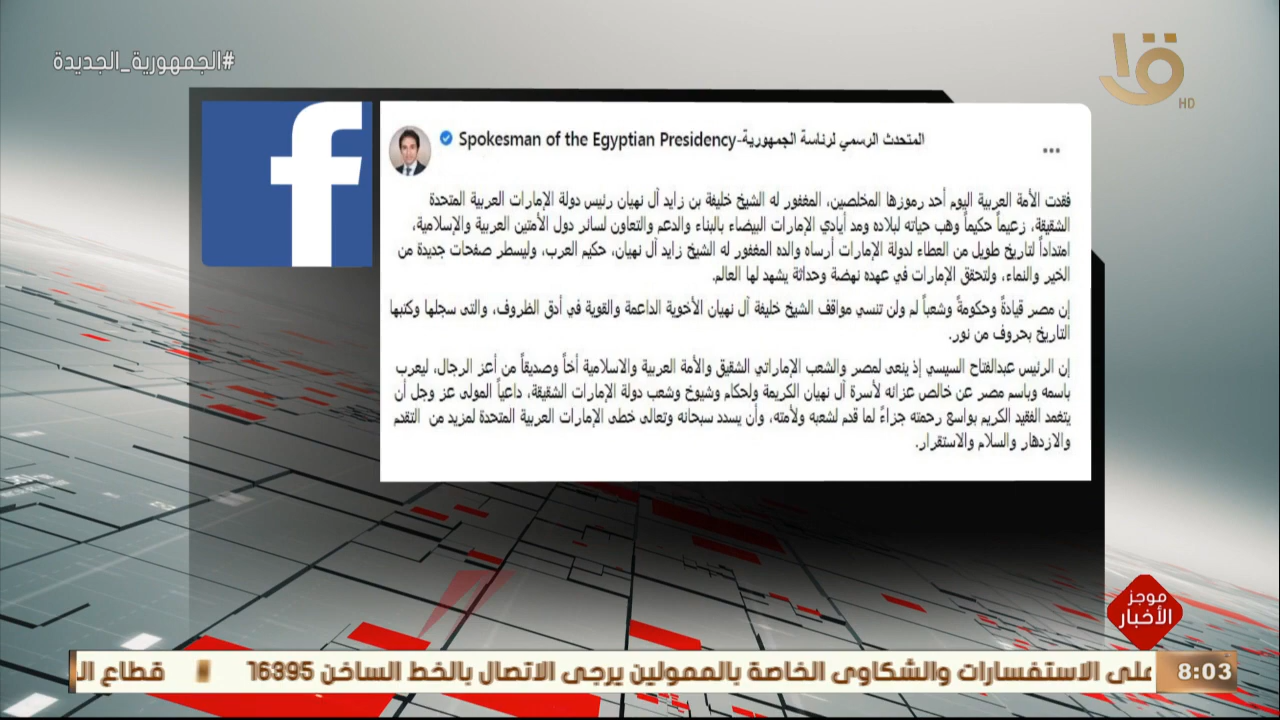 #الجمهورية_الجديدة
HD
المتحدث الرسمي لرئاسة الجمهورية-Spokesman of the Egyptian Presidency
فقدت الأمة العربية اليوم أحد رموزها المخلصين، المغفور له الشيخ خليفة بن زايد آل نهيان رئيس دولة الإمارات العربية المتحدة
الشقيقة، زعيماً حكيماً وهب حياته لبلاده ومد أيادي الإمارات البيضاء بالبناء والدعم والتعاون لسائر دول الأمتين العربية والإسلامية،
امتداداً لتاريخ طويل من العطاء لدولة الإمارات أرساه والده المغفور له الشيخ زايد آل نهيان، حكيم العرب، وليسطر صفحات جديدة من
الخير والنماء، ولتحقق الإمارات في عهده نهضة وحداثة يشهد لها العالم.
إن مصر قيادةً وحكومةً وشعباً لم ولن تنسي مواقف الشيخ خليفة آل نهيان الأخوية الداعمة والقوية في أدق الظروف، والتى سجلها وكتبها
التاريخ بحروف من نور.
إن الرئيس عبدالفتاح السيسي إذ ينعى لمصر والشعب الإماراتي الشقيق والأمة العربية والاسلامية أخاً وصديقاً من أعز الرجال، ليعرب
باسمه وباسم مصر عن خالص عزائه لأسرة آل نهيان الكريمة ولحكام وشيوخ وشعب دولة الإمارات الشقيقة، داعياً المولى عز وجل أن
يتغمد الفقيد الكريم بواسع رحمته جزاءً لما قدم لشعبه ولأمته، وأن يسدد سبحانه وتعالى خطى الإمارات العربية المتحدة لمزيد من التقدم
والازدهار والسلام والاستقرار.
موجز
الأخبار
8:03 على الاستفسارات والشكاوى الخاصة بالممولين يرجى الاتصال بالخط الساخن 16395 قطاع الـ